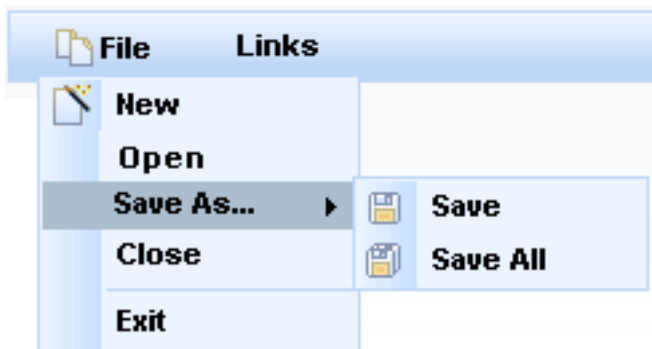 File Links
New
Open
Save As...
Save
Close
Save All
Exit